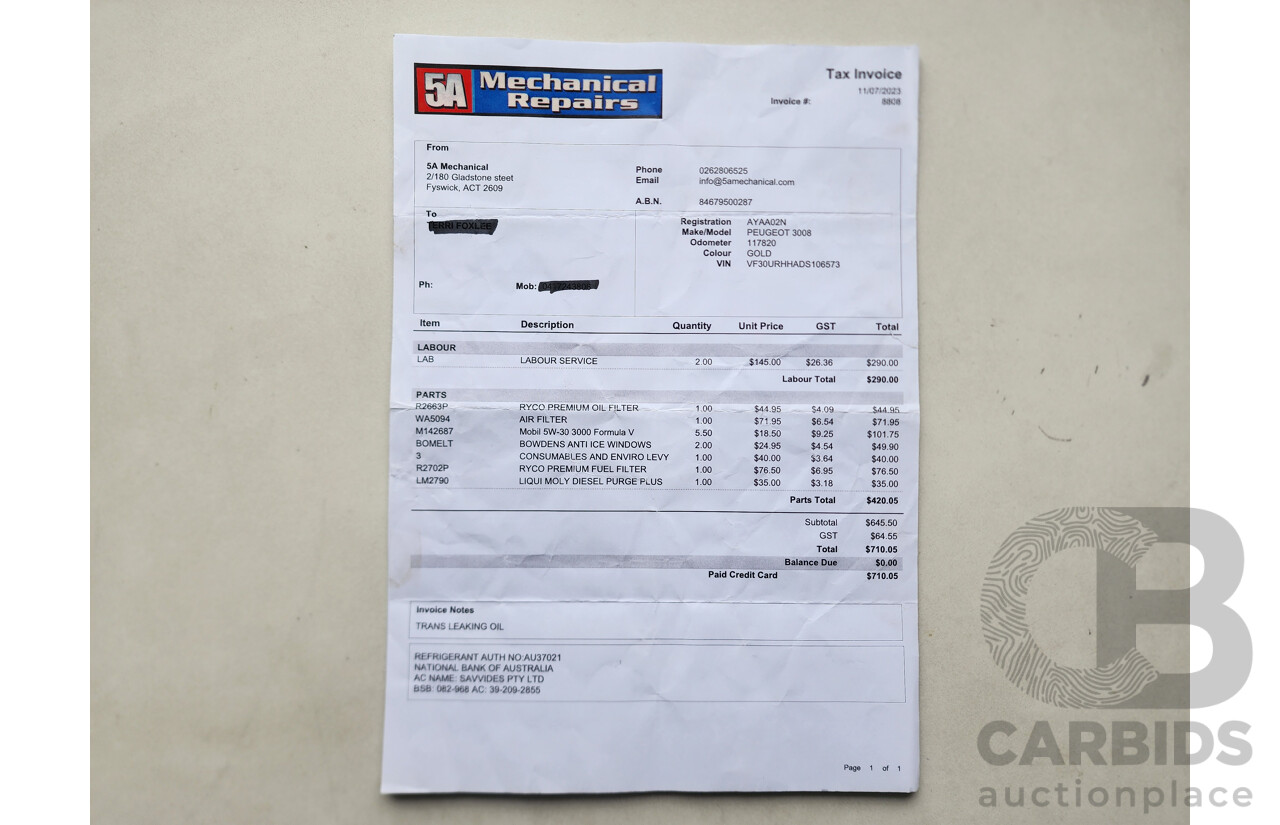 5A Mechanical Repairs
Tax Invoice
11/07/2023
Invoice #: 8808
From
5A Mechanical
2/180 Gladstone steet
Fyswick, ACT 2609
Phone 0262806525
Email info@5amechanical.com
A.B.N. 84679500287
To
Registration AYAA02N
Make/Model PEUGEOT 3008
Odometer 117820
Colour GOLD
VIN VF30URHHADS106573
Ph: Mob:
Item Description Quantity Unit Price GST Total
LABOUR
LAB LABOUR SERVICE 2.00 $145.00 $26.36 $290.00
Labour Total $290.00
PARTS
R2663P RYCO PREMIUM OIL FILTER 1.00 $44.95 $4.09 $44.95
WA5094 AIR FILTER 1.00 $71.95 $6.54 $71.95
M142687 Mobil 5W-30 3000 Formula V 5.50 $18.50 $9.25 $101.75
BOMELT BOWDENS ANTI ICE WINDOWS 2.00 $24.95 $4.54 $49.90
3 CONSUMABLES AND ENVIRO LEVY 1.00 $40.00 $3.64 $40.00
R2702P RYCO PREMIUM FUEL FILTER 1.00 $76.50 $6.95 $76.50
LM2790 LIQUI MOLY DIESEL PURGE PLUS 1.00 $35.00 $3.18 $35.00
Parts Total $420.05
Subtotal $645.50
GST $64.55
Total $710.05
Balance Due $0.00
Paid Credit Card $710.05
Invoice Notes
TRANS LEAKING OIL
REFRIGERANT AUTH NO:AU37021
NATIONAL BANK OF AUSTRALIA
AC NAME: SAVVIDES PTY LTD
BSB: 082-968 AC: 39-209-2855
Page 1 of 1
CB
CARBIDS
auctionplace